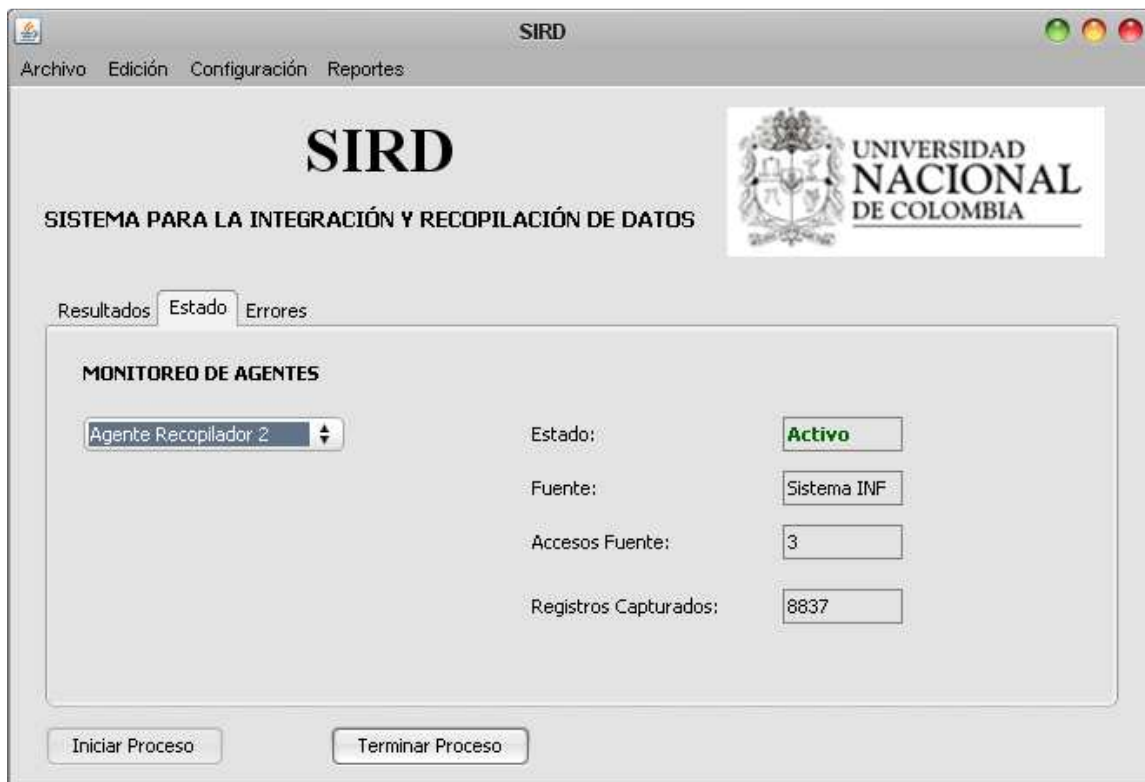 SIRD
Archivo Edición Configuración Reportes
SIRD
SISTEMA PARA LA INTEGRACIÓN Y RECOPILACIÓN DE DATOS
UNIVERSIDAD
NACIONAL
DE COLOMBIA
Resultados Estado Errores
MONITOREO DE AGENTES
Agente Recopilador 2
Estado: Activo
Fuente: Sistema INF
Accesos Fuente: 3
Registros Capturados: 8837
Iniciar Proceso Terminar Proceso